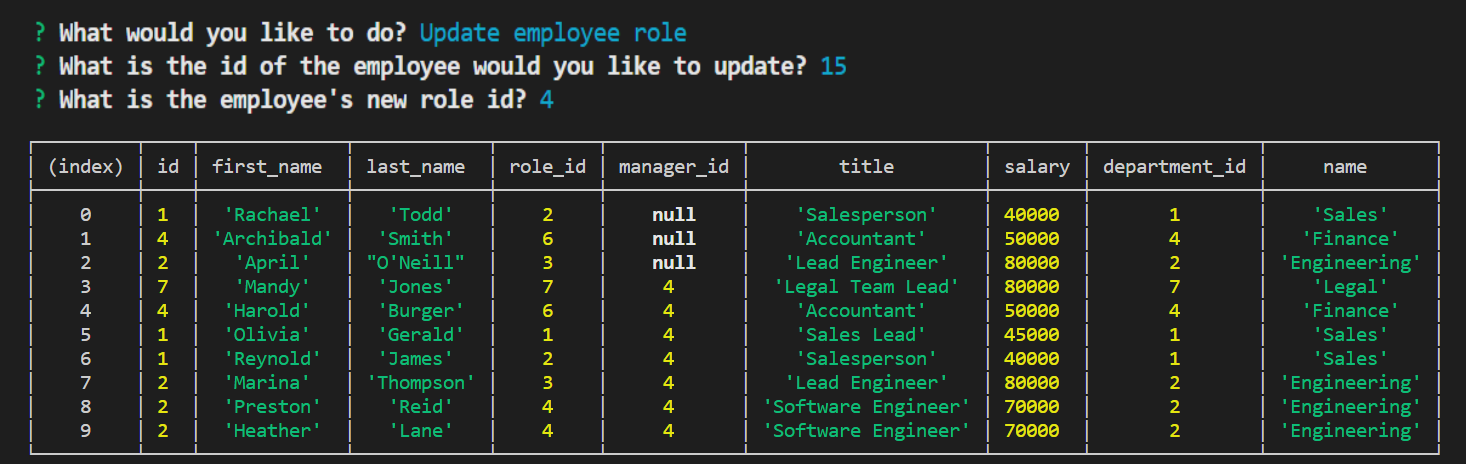 ? What would you like to do? Update employee role
? What is the id of the employee would you like to update? 15
? What is the employee's new role id? 4
(index) id first_name last_name role_id manager_id title salary department_id name
0 1 'Rachael' 'Todd' 2 null 'Salesperson' 40000 1 'Sales'
1 4 'Archibald' 'Smith' 6 null 'Accountant' 50000 4 'Finance'
2 2 'April' "O'Neill" 3 null 'Lead Engineer' 80000 2 'Engineering'
3 7 'Mandy' 'Jones' 7 4 'Legal Team Lead' 80000 7 'Legal'
4 4 'Harold' 'Burger' 6 4 'Accountant' 50000 4 'Finance'
5 1 'Olivia' 'Gerald' 1 4 'Sales Lead' 45000 1 'Sales'
6 1 'Reynold' 'James' 2 4 'Salesperson' 40000 1 'Sales'
7 2 'Marina' 'Thompson' 3 4 'Lead Engineer' 80000 2 'Engineering'
8 2 'Preston' 'Reid' 4 4 'Software Engineer' 70000 2 'Engineering'
9 2 'Heather' 'Lane' 4 4 'Software Engineer' 70000 2 'Engineering'